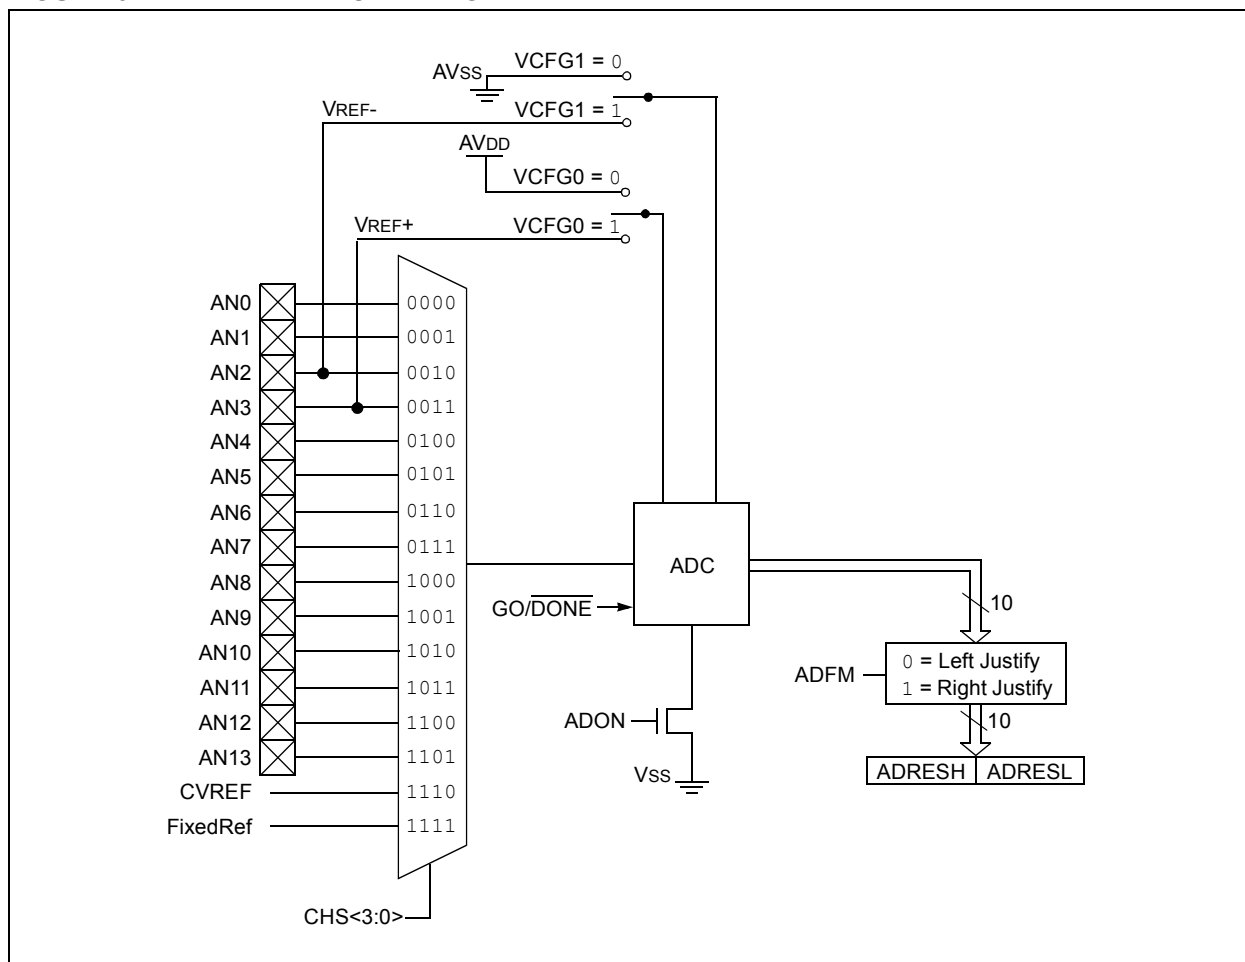 AVSS
VCFG1 = 0
VREF-
VCFG1 = 1
AVDD
VCFG0 = 0
VREF+
VCFG0 = 1
AN0
0000
AN1
0001
AN2
0010
AN3
0011
AN4
0100
AN5
0101
AN6
0110
AN7
0111
AN8
1000
AN9
1001
AN10
1010
AN11
1011
AN12
1100
AN13
1101
CVREF
1110
FixedRef
1111
CHS<3:0>
ADC
GO/DONE
ADON
VSS
10
ADFM
0 = Left Justify
1 = Right Justify
10
ADRESH
ADRESL